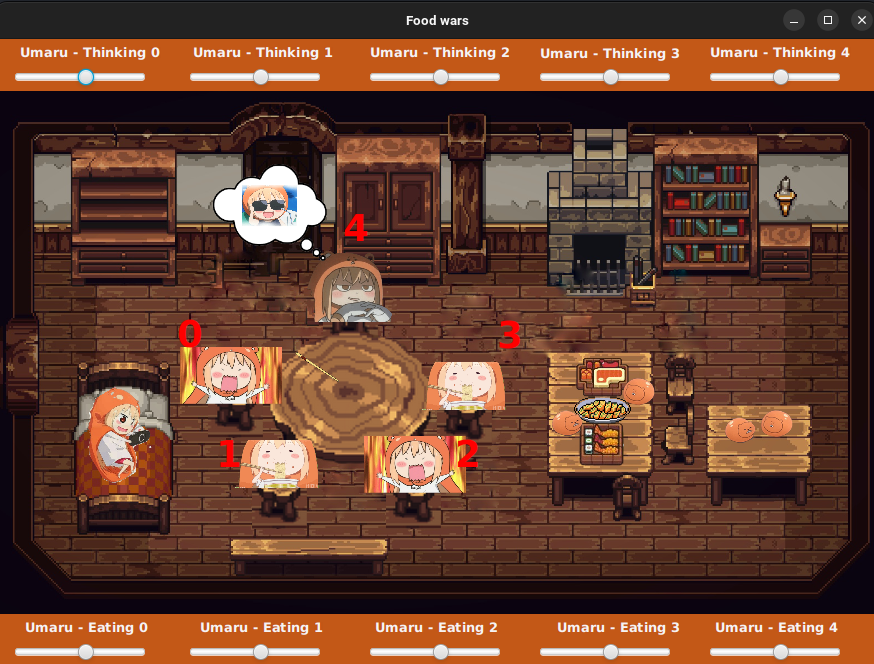 Food wars
Umaru - Thinking 0
Umaru - Thinking 1
Umaru - Thinking 2
Umaru - Thinking 3
Umaru - Thinking 4
4
0
3
1
2
Umaru - Eating 0
Umaru - Eating 1
Umaru - Eating 2
Umaru - Eating 3
Umaru - Eating 4